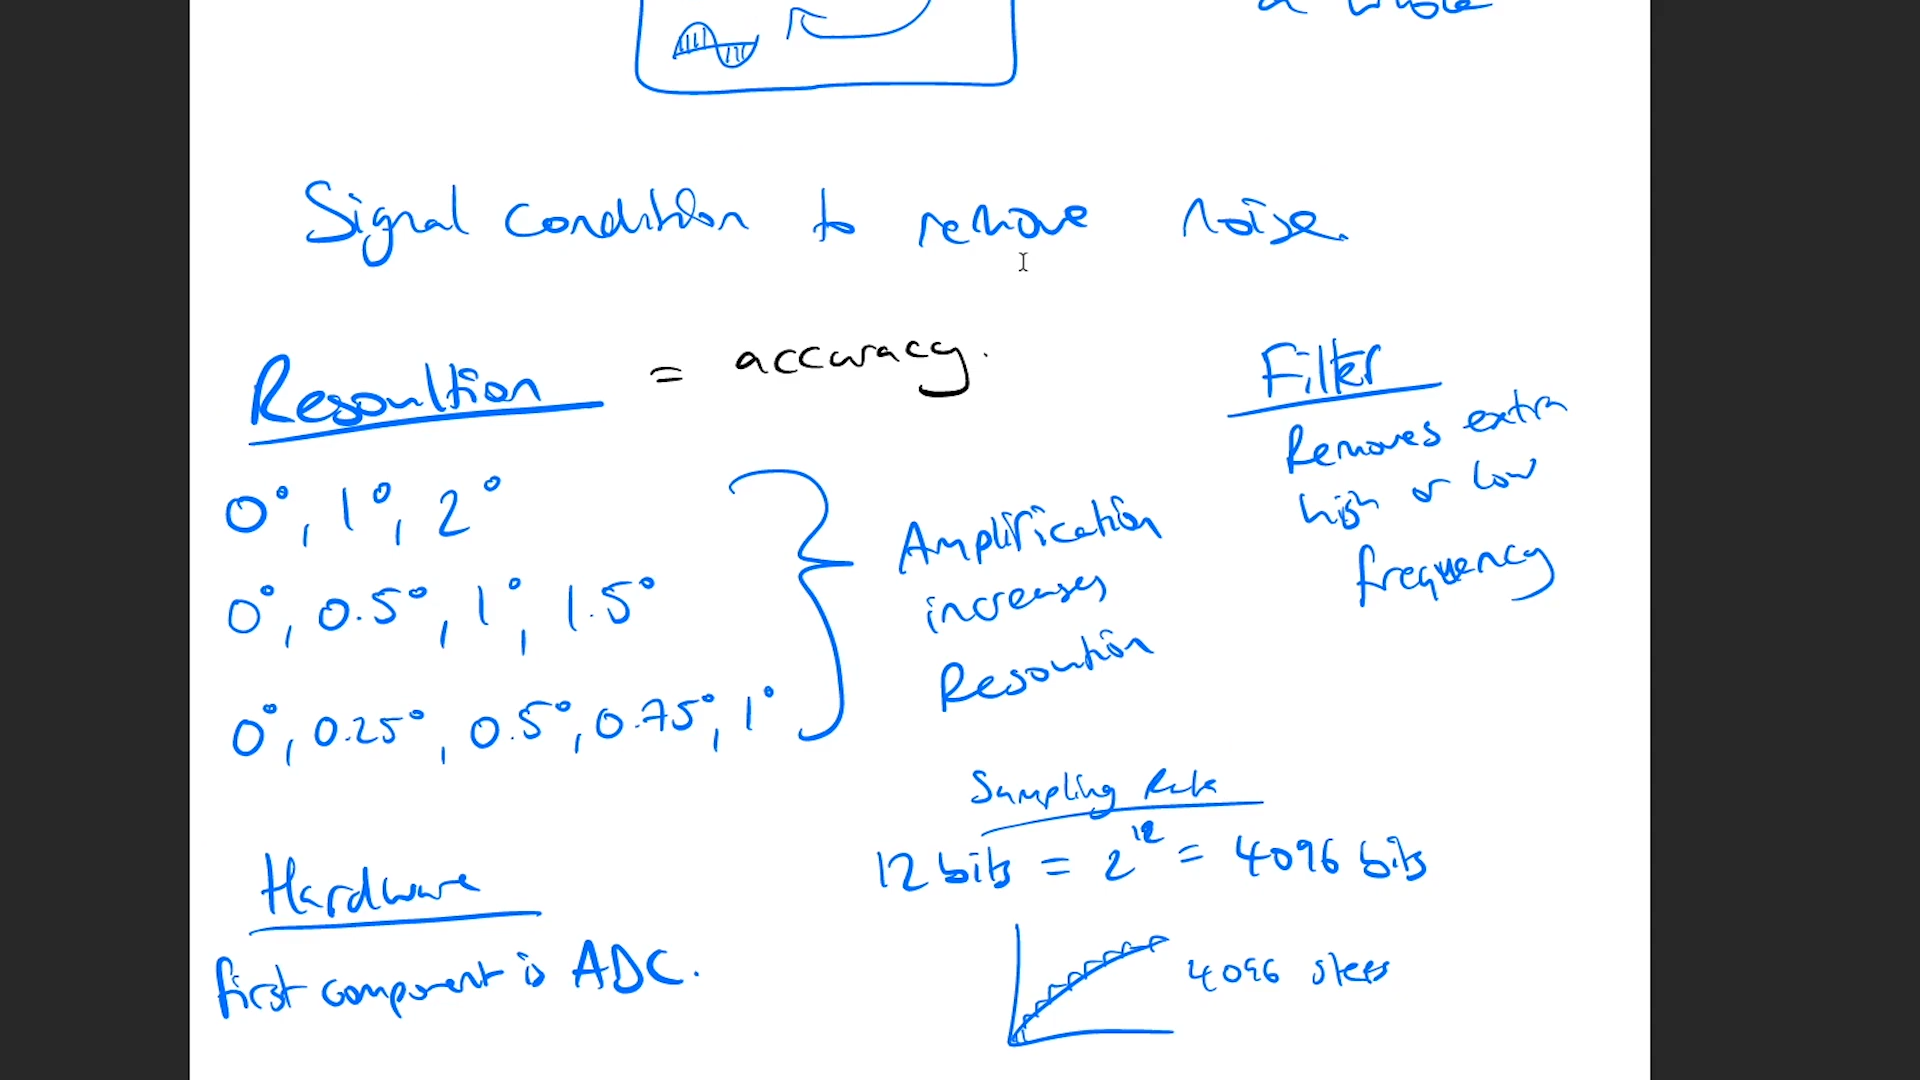 Signal condition to remove noise.
Resoultion = accuracy.
0°, 1°, 2°
0°, 0.5°, 1°, 1.5°
0°, 0.25°, 0.5°, 0.75°, 1°
Amplification
increases
Resoution
Filter
Removes extra
high or low
frequency
Sampling Rate
12 bits = 2^12 = 4096 bits
4096 steps
Hardware
first component is ADC.